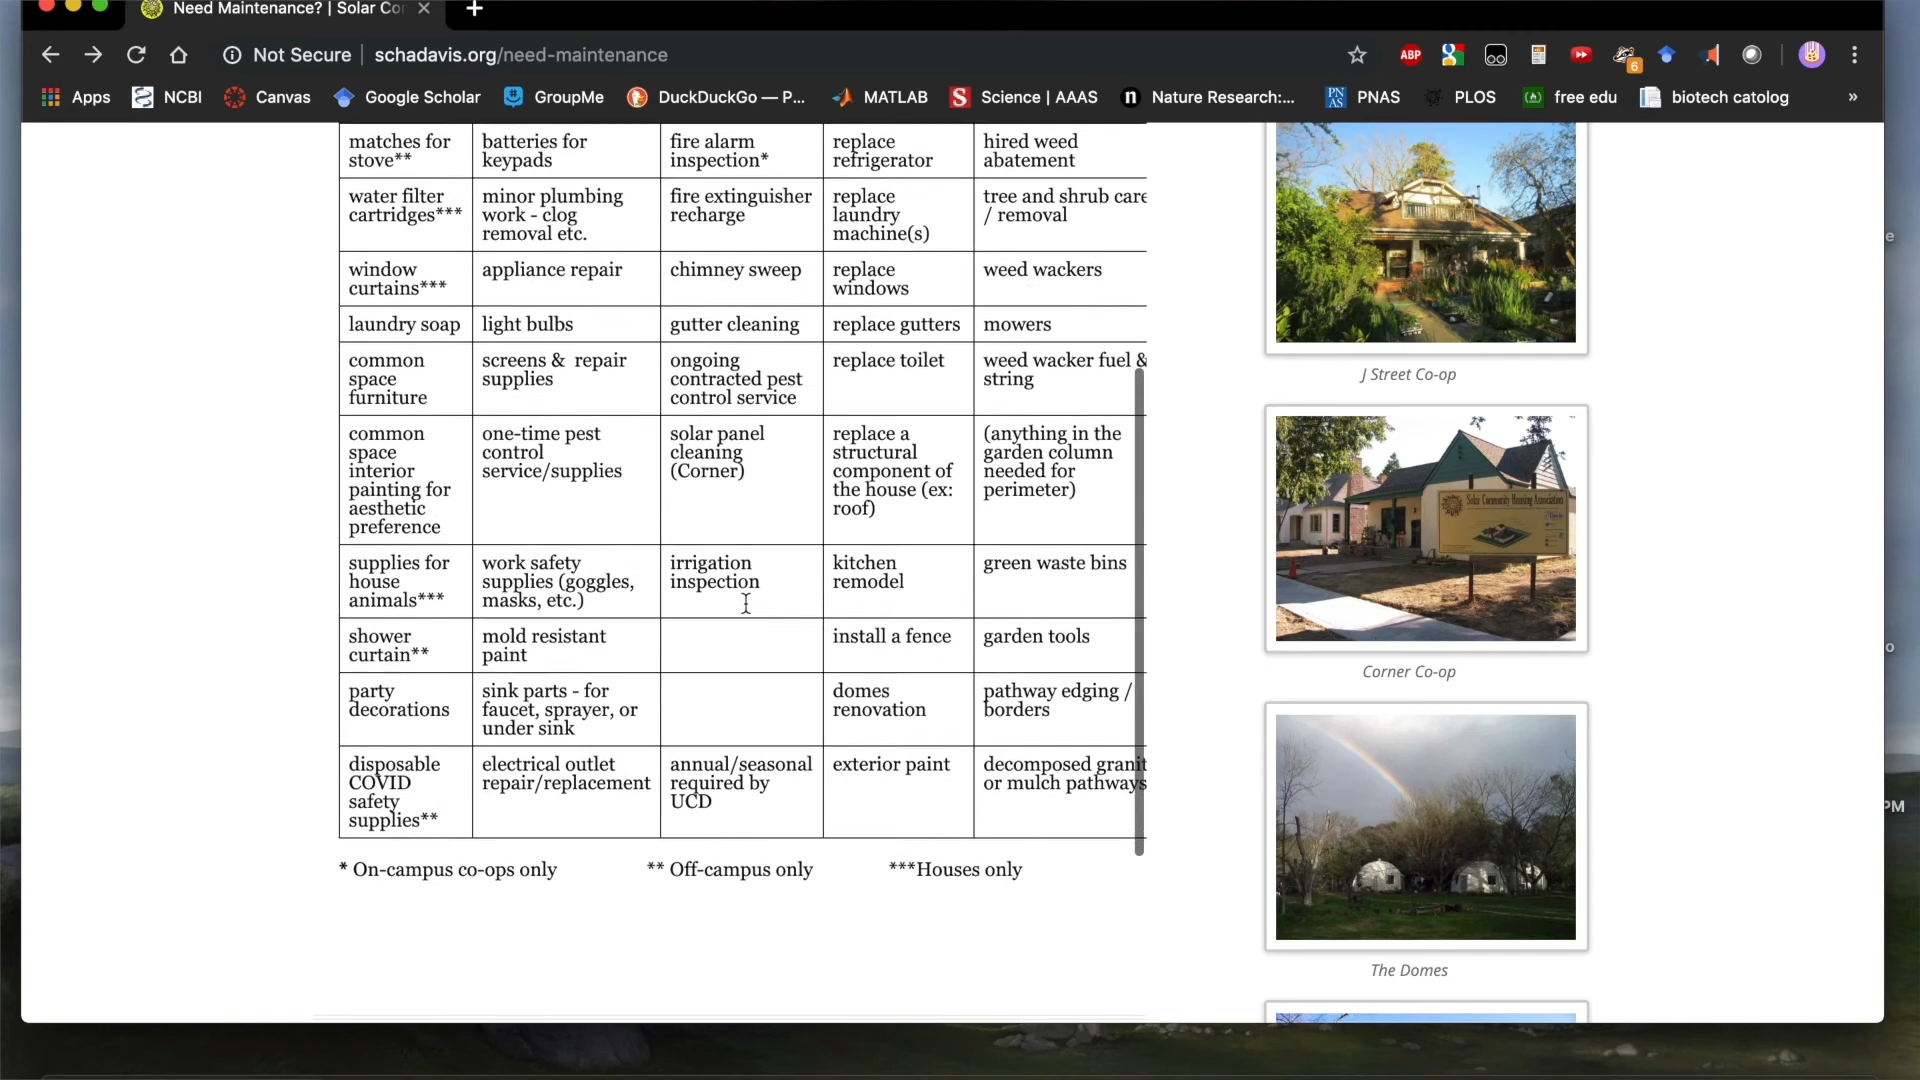 Need Maintenance? | Solar Co
Not Secure | schadavis.org/need-maintenance
ABP
6
Apps
NCBI
Canvas
Google Scholar
GroupMe
DuckDuckGo — P...
MATLAB
S
Science | AAAS
n
Nature Research:...
PNAS
PNAS
PLOS
free edu
biotech catolog
»
matches for
stove**
batteries for
keypads
fire alarm
inspection*
replace
refrigerator
hired weed
abatement
water filter
cartridges***
minor plumbing
work - clog
removal etc.
fire extinguisher
recharge
replace
laundry
machine(s)
tree and shrub care
/ removal
window
curtains***
appliance repair
chimney sweep
replace
windows
weed wackers
laundry soap
light bulbs
gutter cleaning
replace gutters
mowers
common
space
furniture
screens & repair
supplies
ongoing
contracted pest
control service
replace toilet
weed wacker fuel &
string
common
space
interior
painting for
aesthetic
preference
one-time pest
control
service/supplies
solar panel
cleaning
(Corner)
replace a
structural
component of
the house (ex:
roof)
(anything in the
garden column
needed for
perimeter)
supplies for
house
animals***
work safety
supplies (goggles,
masks, etc.)
irrigation
inspection
kitchen
remodel
green waste bins
shower
curtain**
mold resistant
paint
install a fence
garden tools
party
decorations
sink parts - for
faucet, sprayer, or
under sink
domes
renovation
pathway edging /
borders
disposable
COVID
safety
supplies**
electrical outlet
repair/replacement
annual/seasonal
required by
UCD
exterior paint
decomposed granit
or mulch pathways
* On-campus co-ops only
** Off-campus only
***Houses only
J Street Co-op
Solar Community Housing Association
Corner Co-op
The Domes
e
o
PM